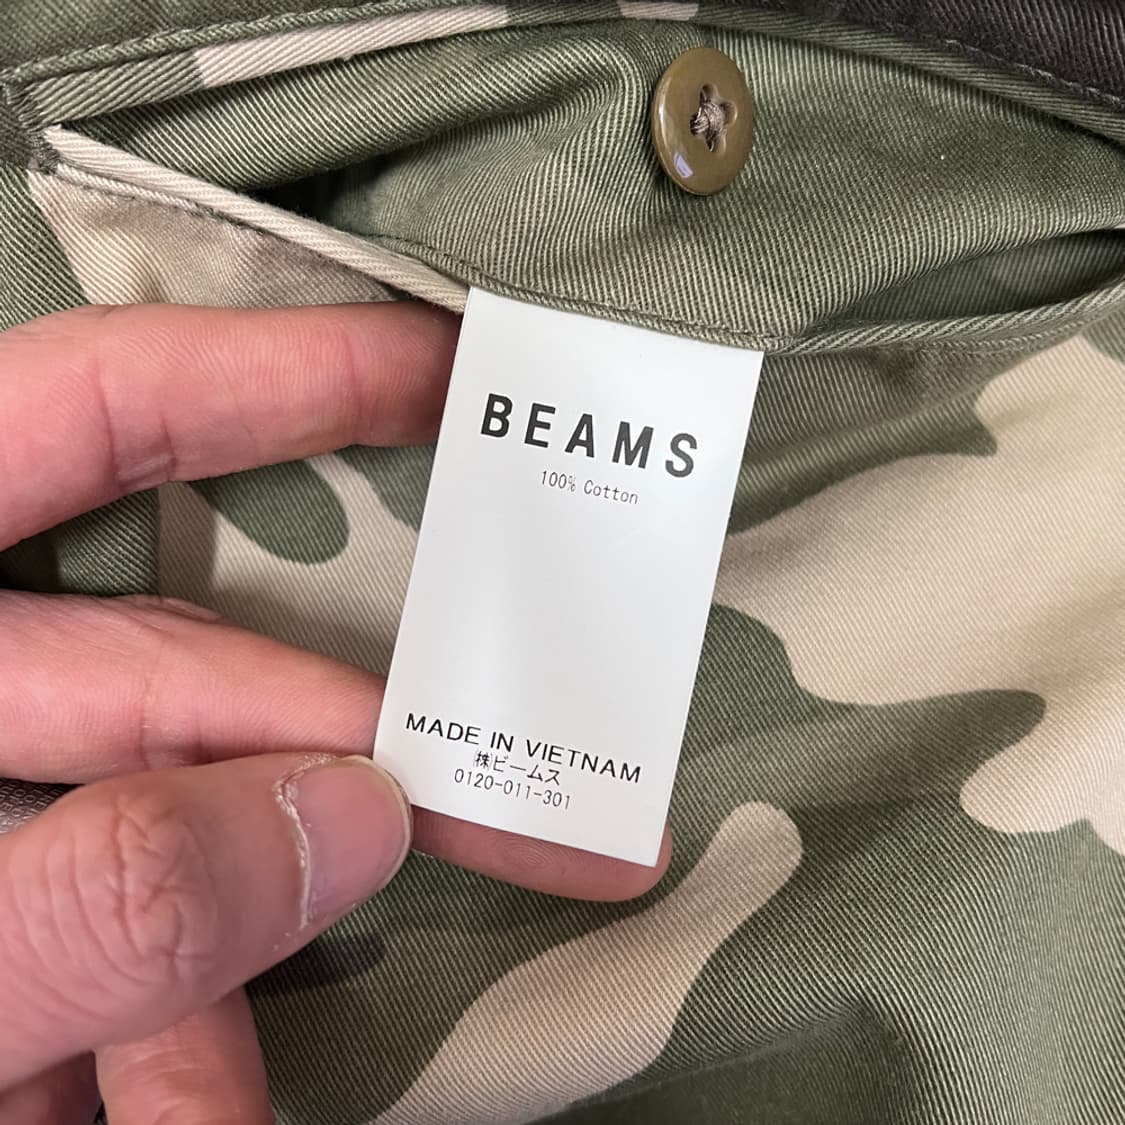 BEAMS
100% Cotton
MADE IN VIETNAM
㈱ビームス
0120-011-301